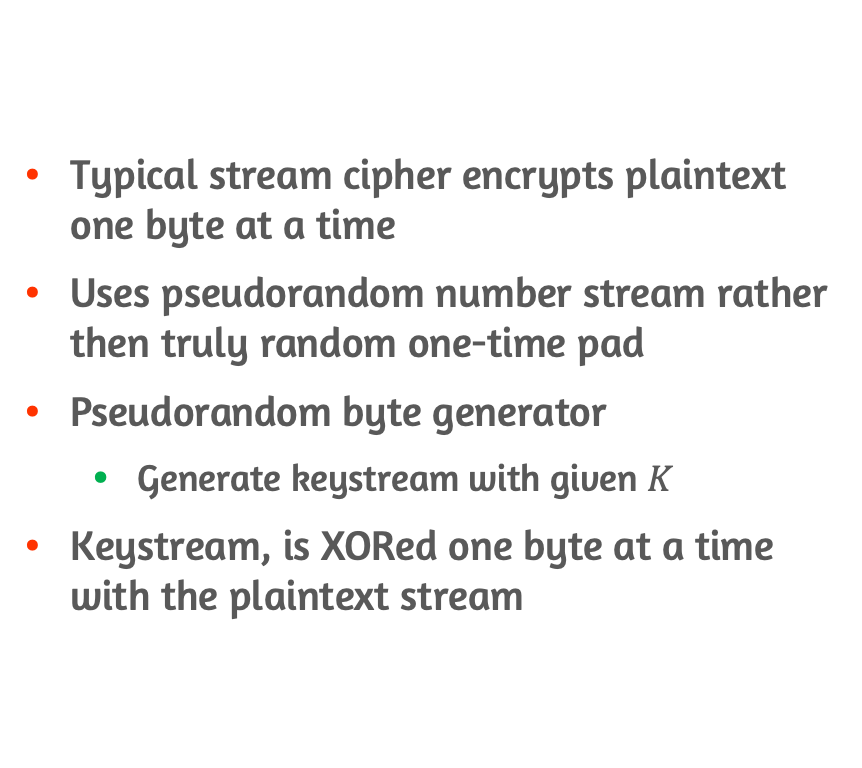 • Typical stream cipher encrypts plaintext
one byte at a time
• Uses pseudorandom number stream rather
then truly random one-time pad
• Pseudorandom byte generator
• Generate keystream with given K
• Keystream, is XORed one byte at a time
with the plaintext stream